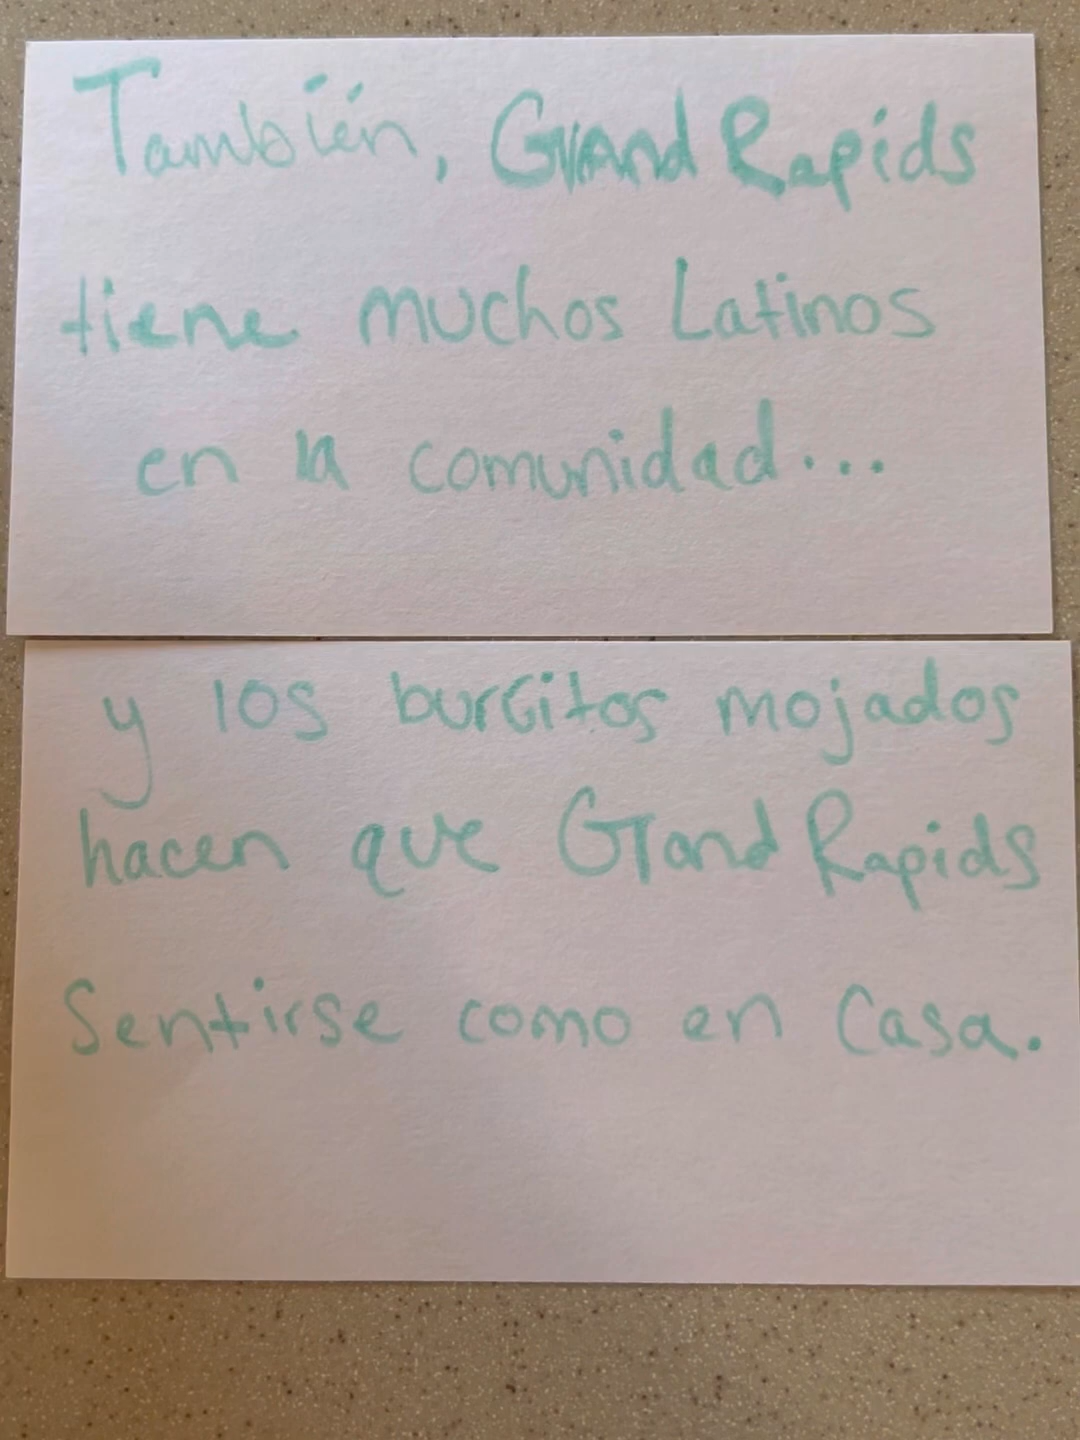 También, Grand Rapids
tiene muchos Latinos
en la comunidad...
y los burritos mojados
hacen que Grand Rapids
Sentirse como en Casa.